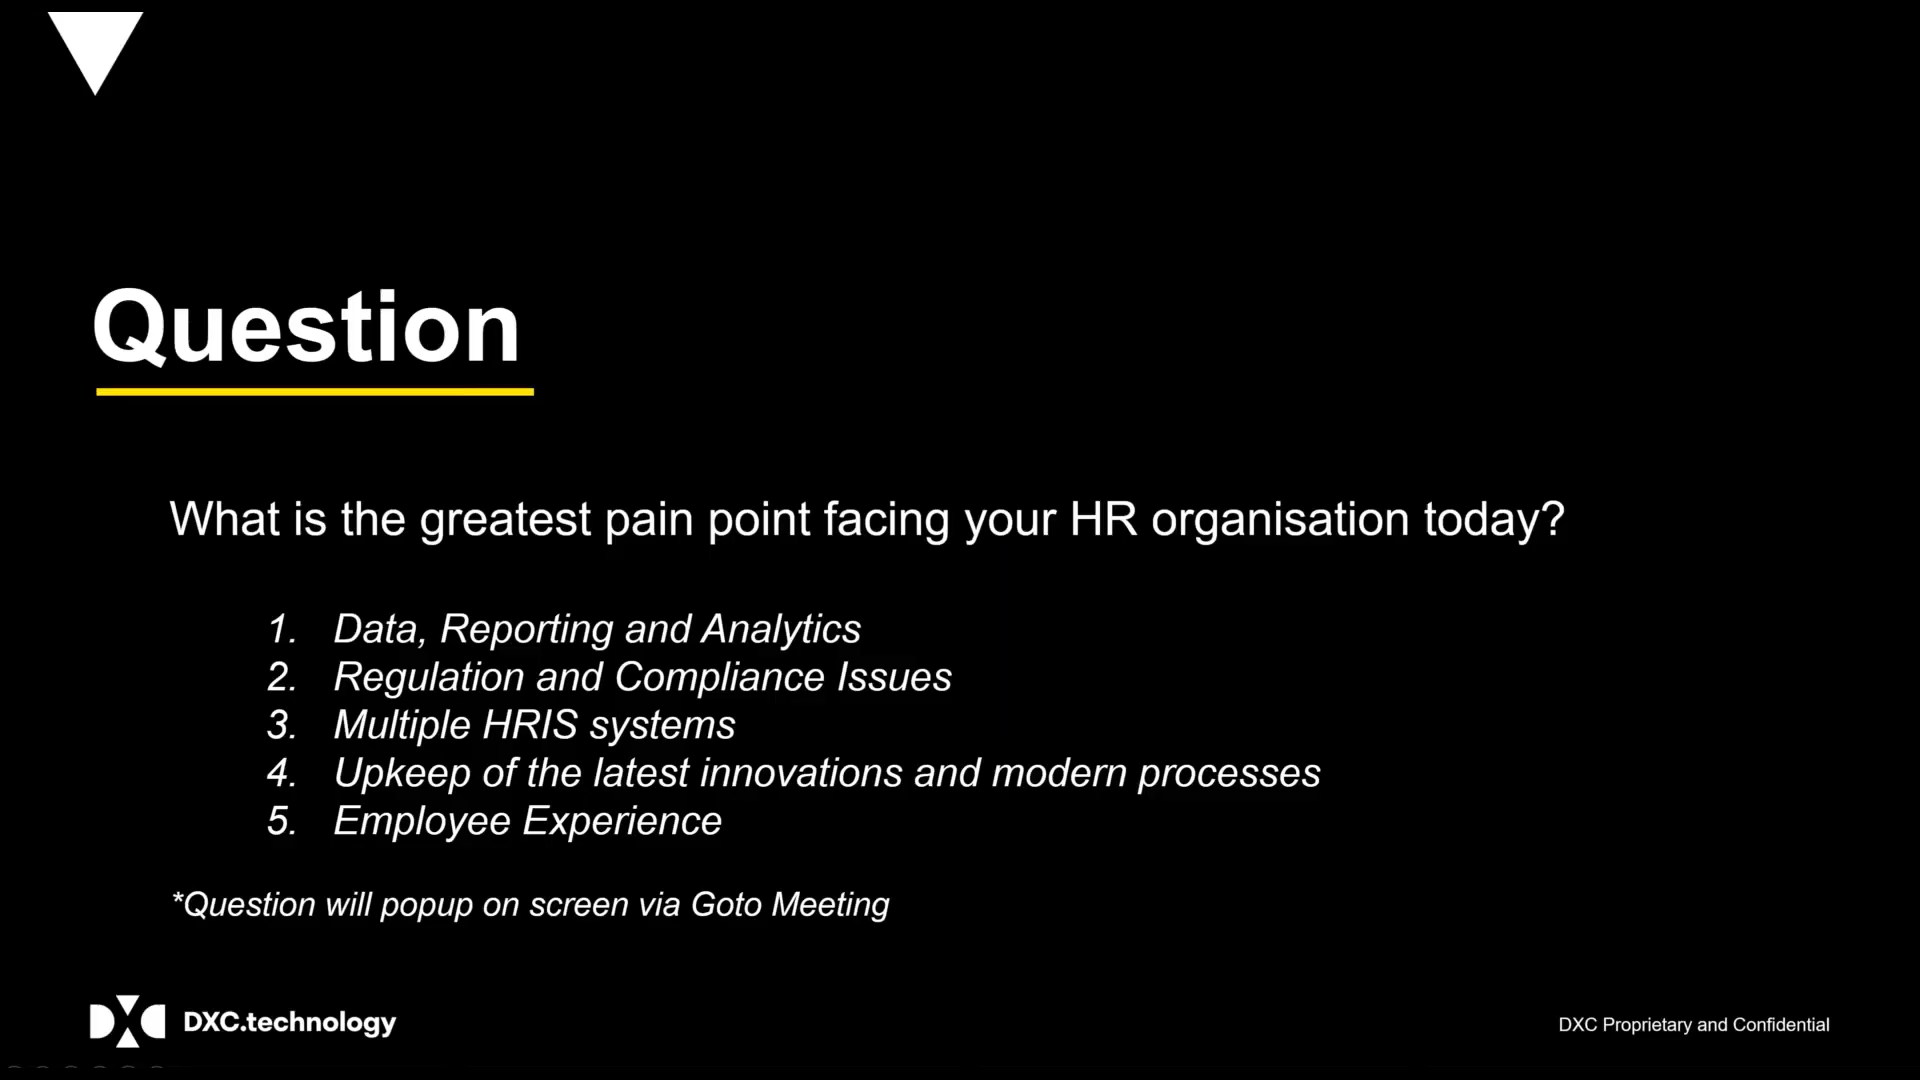 Question
What is the greatest pain point facing your HR organisation today?
1. Data, Reporting and Analytics
2. Regulation and Compliance Issues
3. Multiple HRIS systems
4. Upkeep of the latest innovations and modern processes
5. Employee Experience
*Question will popup on screen via Goto Meeting
DXC.technology
DXC Proprietary and Confidential